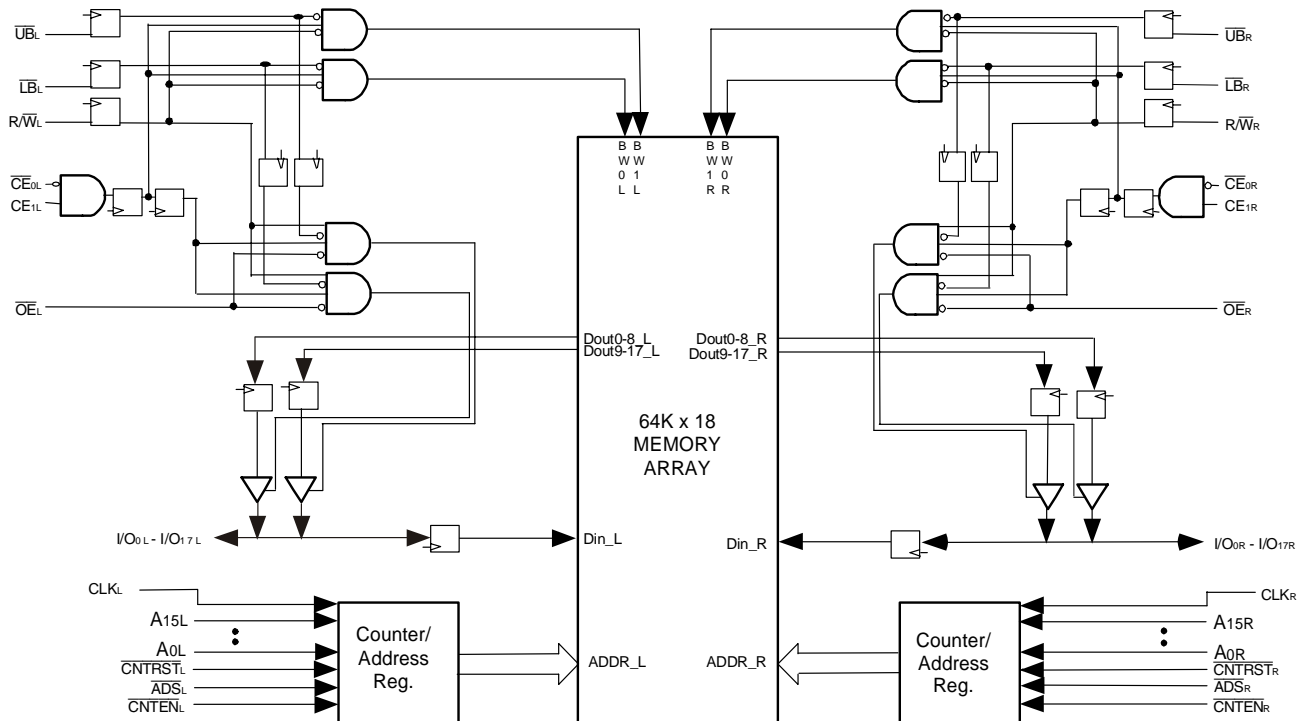 UBL
UBR
LBL
LBR
R/WL
R/WR
B W 0 L
B W 1 L
B W 1 R
B W 0 R
CE0L
CE1L
CE0R
CE1R
OEL
OER
Dout0-8_L
Dout9-17_L
Dout0-8_R
Dout9-17_R
64K x 18
MEMORY
ARRAY
I/O0L - I/O17L
Din_L
Din_R
I/O0R - I/O17R
CLKL
CLKR
A15L
A15R
A0L
A0R
CNTRSTL
CNTRSTR
ADSL
ADSR
CNTENL
CNTENR
Counter/
Address
Reg.
ADDR_L
ADDR_R
Counter/
Address
Reg.